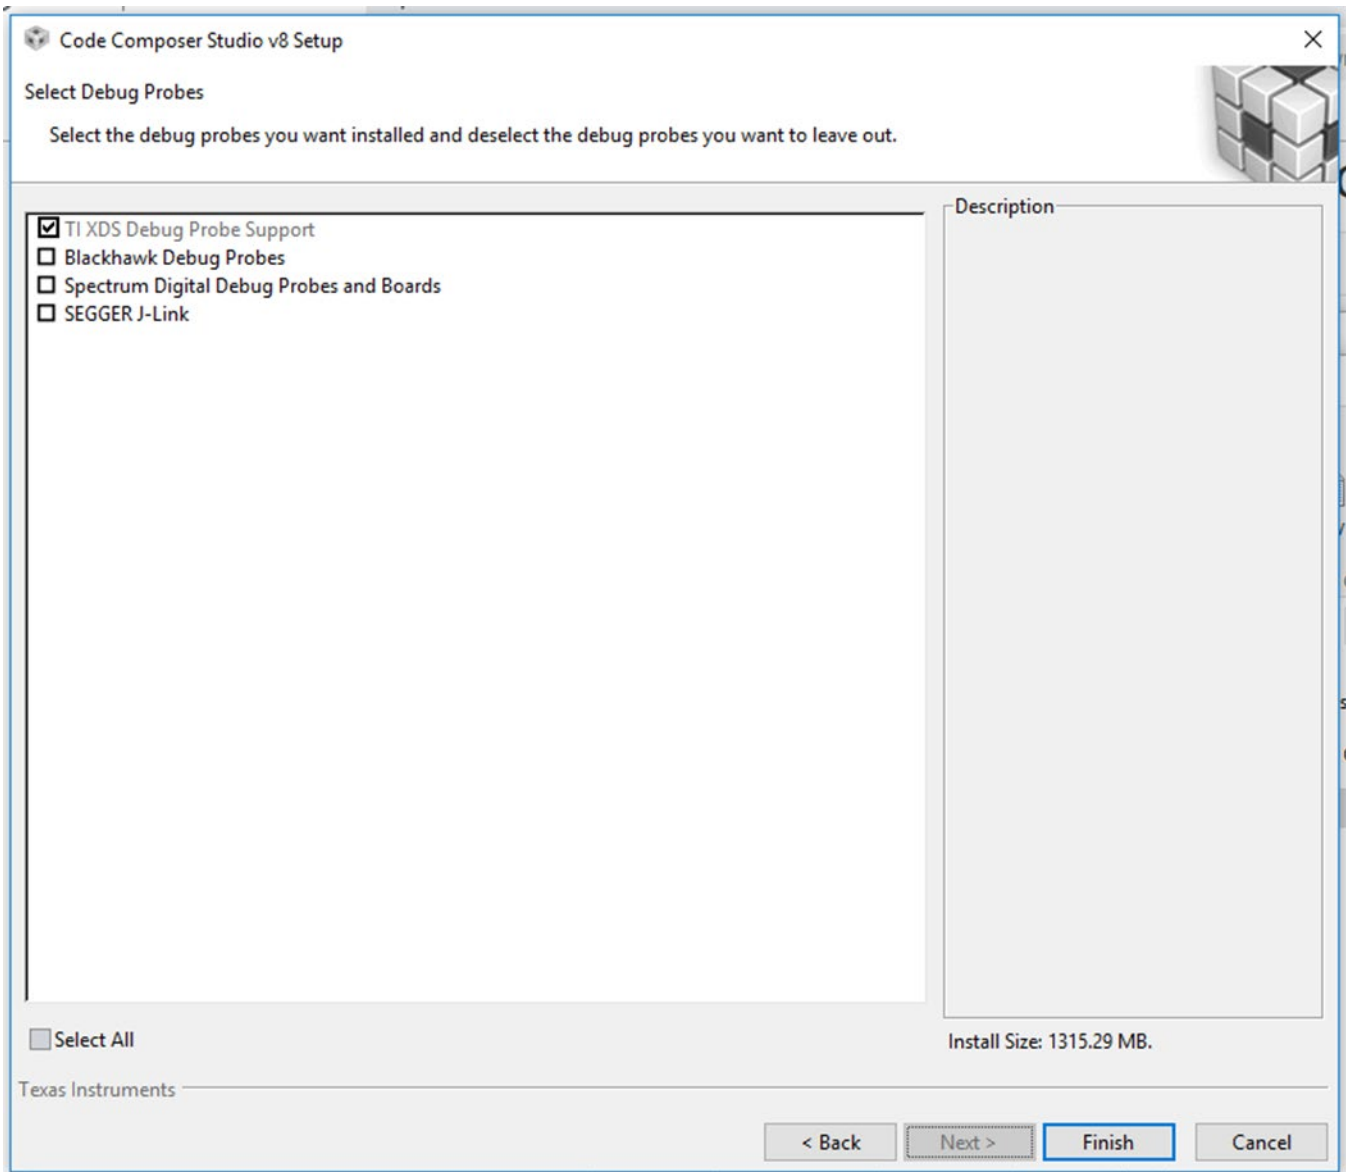 Code Composer Studio v8 Setup
Select Debug Probes
Select the debug probes you want installed and deselect the debug probes you want to leave out.
TI XDS Debug Probe Support
Blackhawk Debug Probes
Spectrum Digital Debug Probes and Boards
SEGGER J-Link
Description
Select All
Install Size: 1315.29 MB.
Texas Instruments
< Back
Next >
Finish
Cancel